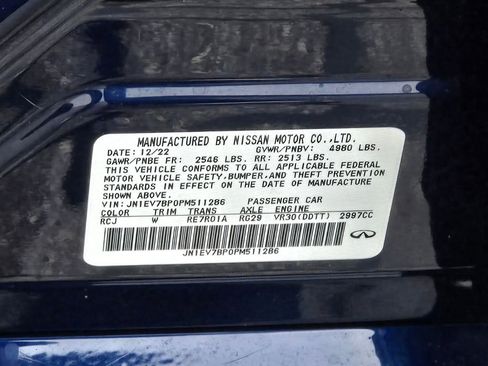 MANUFACTURED BY NISSAN MOTOR CO.,LTD.
DATE: 12/22 GVWR/PNBV: 4980 LBS.
GAWR/PNBE FR: 2546 LBS. RR: 2513 LBS.
THIS VEHICLE CONFORMS TO ALL APPLICABLE FEDERAL
MOTOR VEHICLE SAFETY,BUMPER,AND THEFT PREVENTION
STANDARDS IN EFFECT ON THE DATE OF MANUFACTURE
SHOWN ABOVE.
VIN: JN1EV7BP0PM511286 PASSENGER CAR
COLOR TRIM TRANS AXLE ENGINE
RCJ W RE7R01A RG29 VR30(DDTT) 2997CC
JN1EV7BP0PM511286